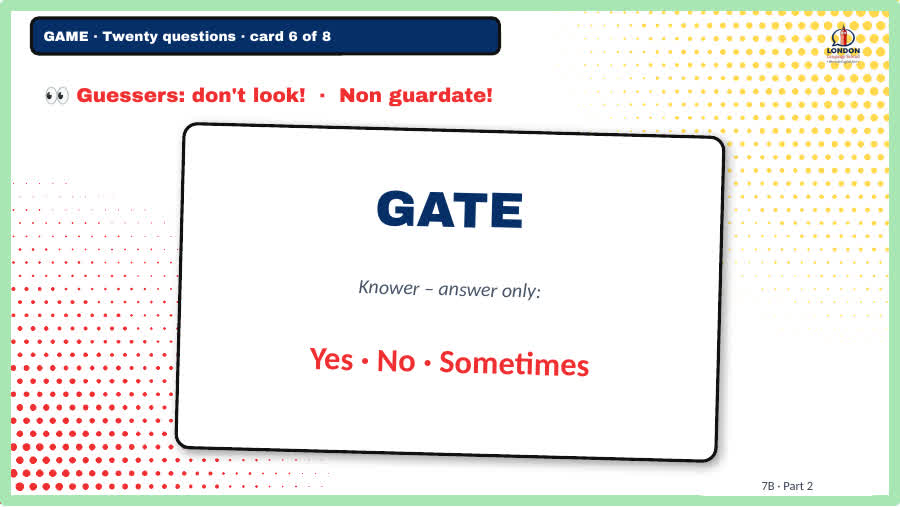 GAME · Twenty questions · card 6 of 8
LONDON
👀 Guessers: don't look! · Non guardate!
GATE
Knower – answer only:
Yes · No · Sometimes
7B · Part 2